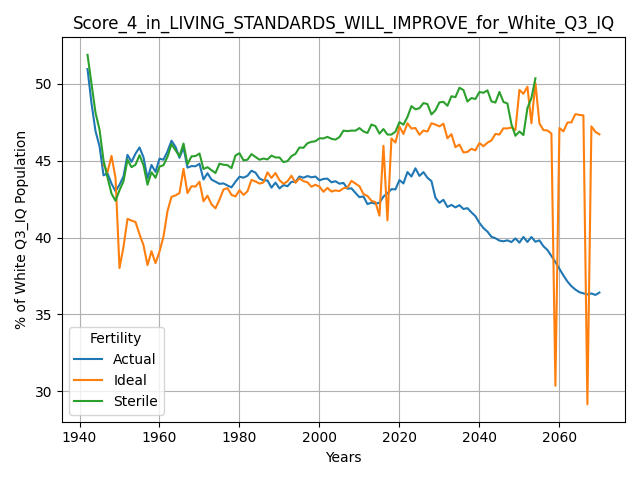 Score_4_in_LIVING_STANDARDS_WILL_IMPROVE_for_White_Q3_IQ
% of White Q3_IQ Population
50
45
40
35
30
Fertility
Actual
Ideal
Sterile
1940 1960 1980 2000 2020 2040 2060
Years